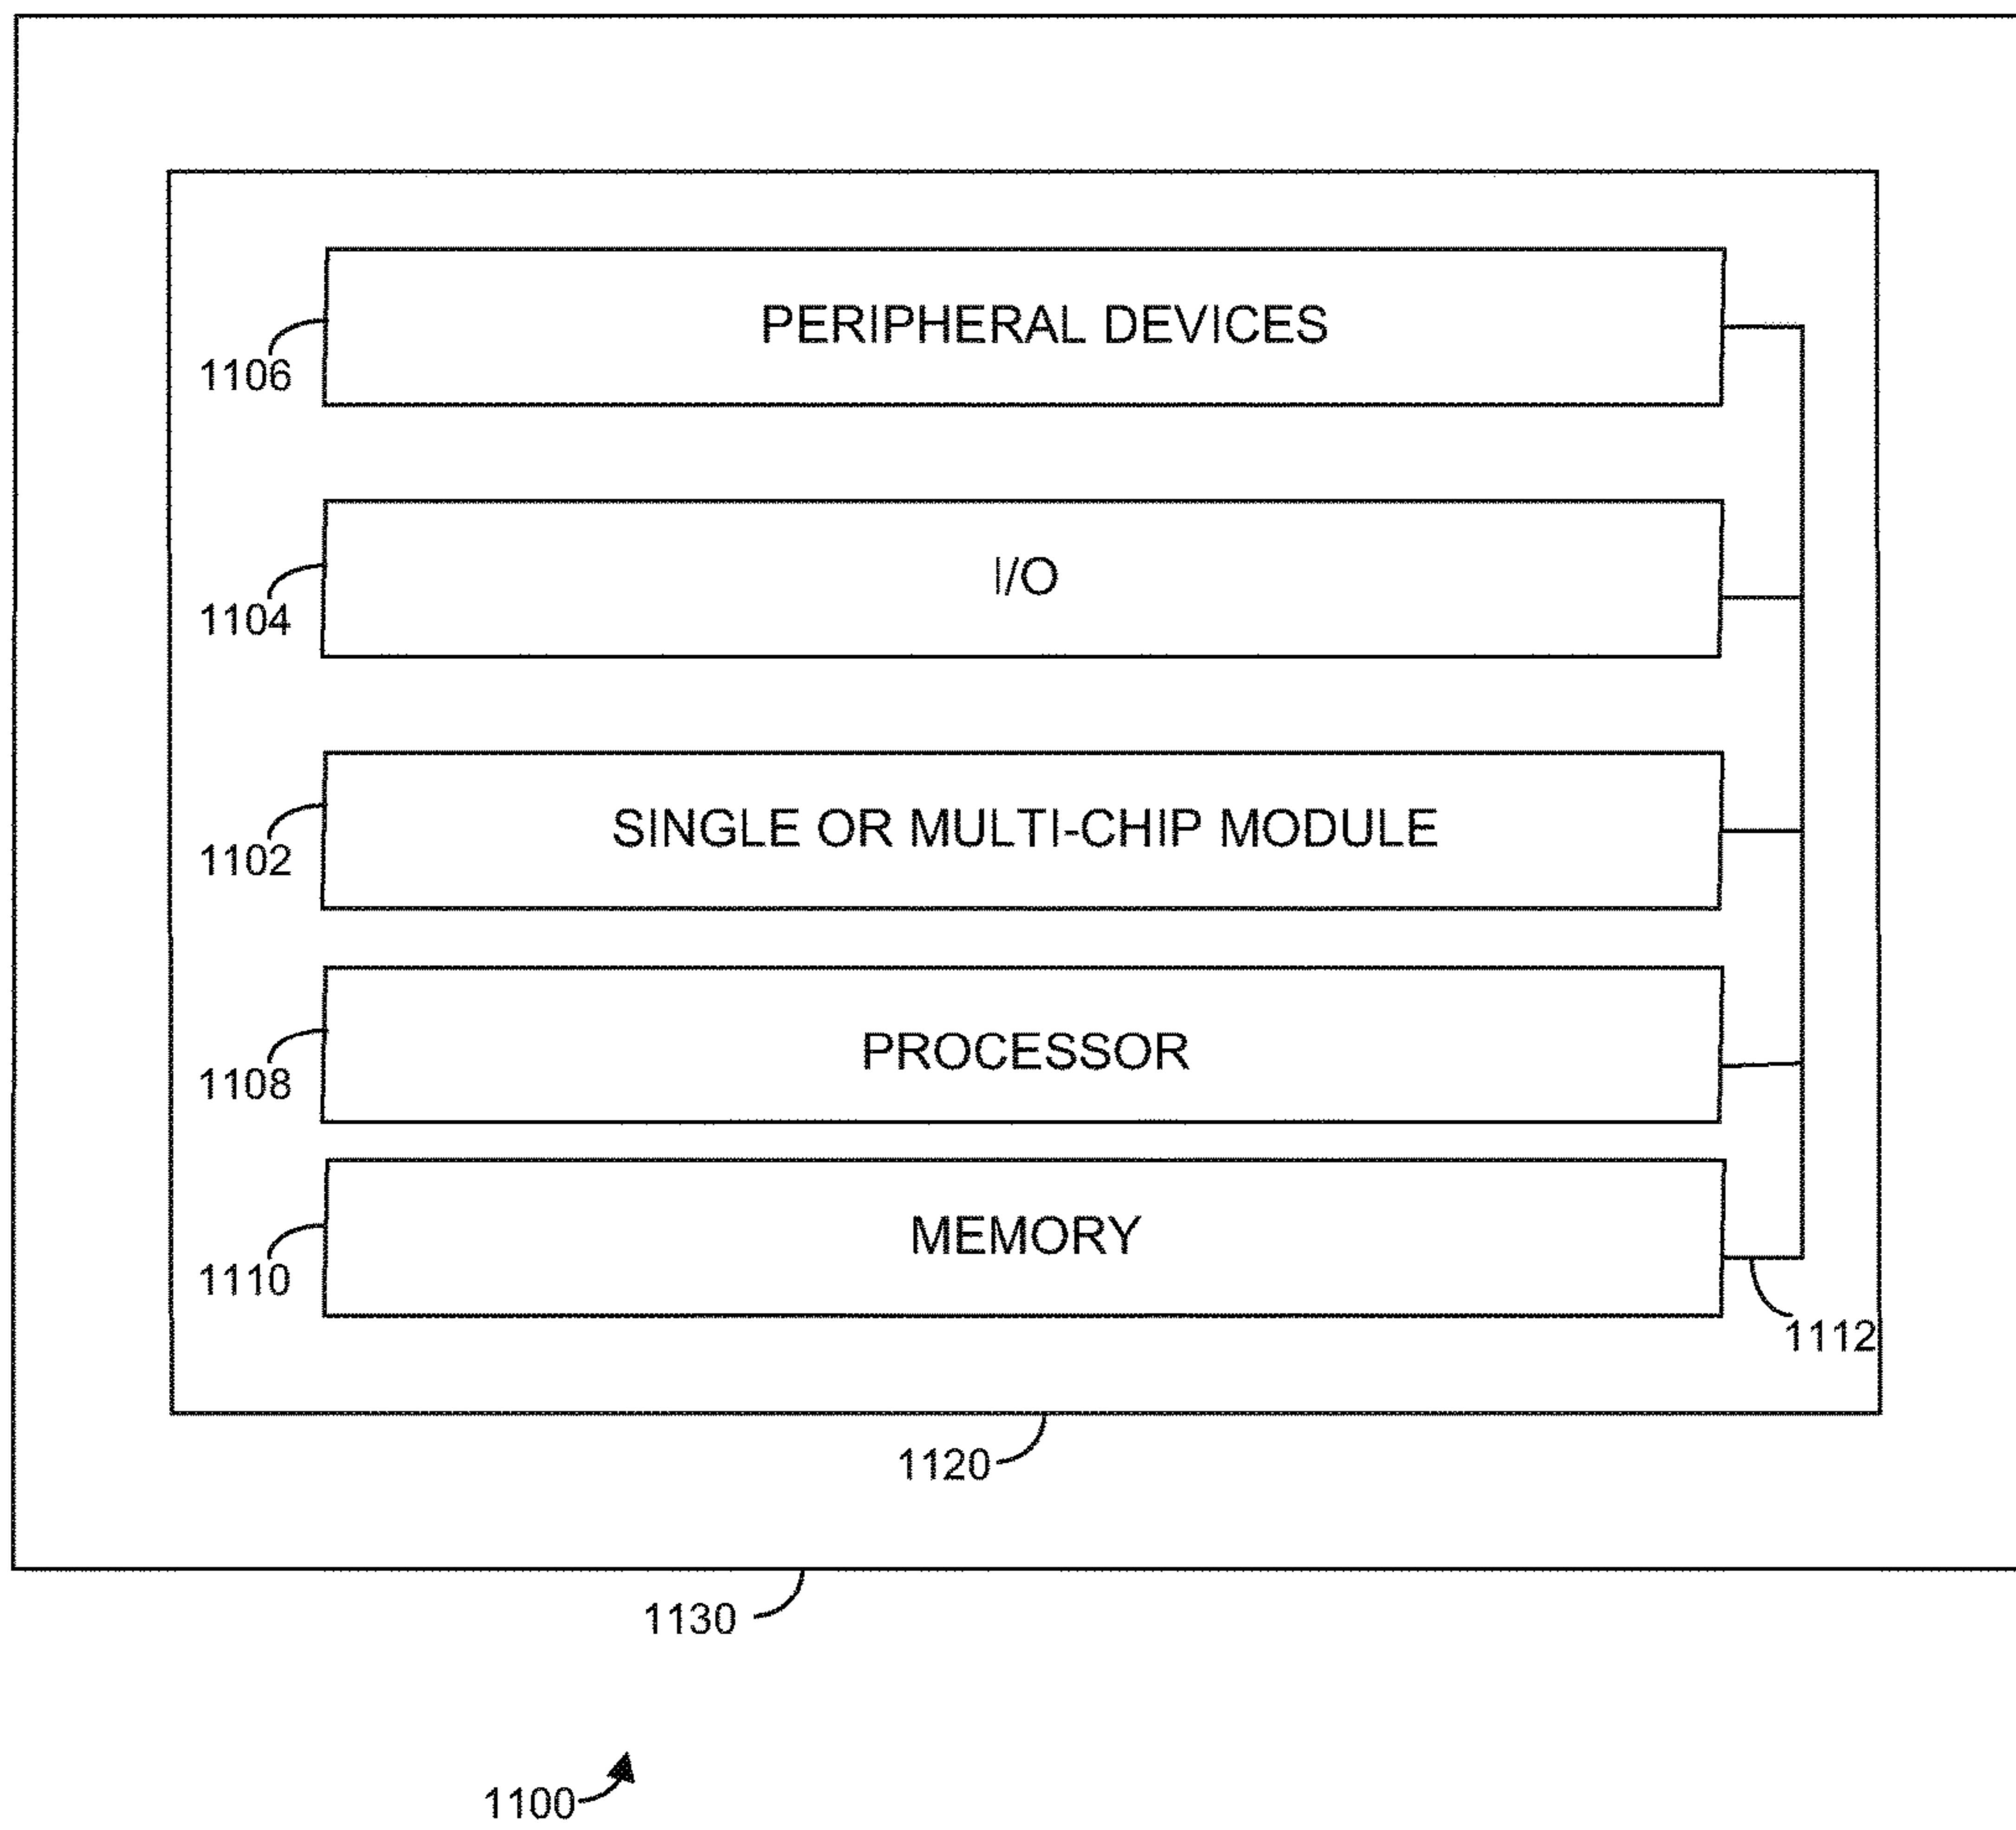 PERIPHERAL DEVICES
1106
I/O
1104
SINGLE OR MULTI-CHIP MODULE
1102
PROCESSOR
1108
MEMORY
1110
1112
1120
1130
1100